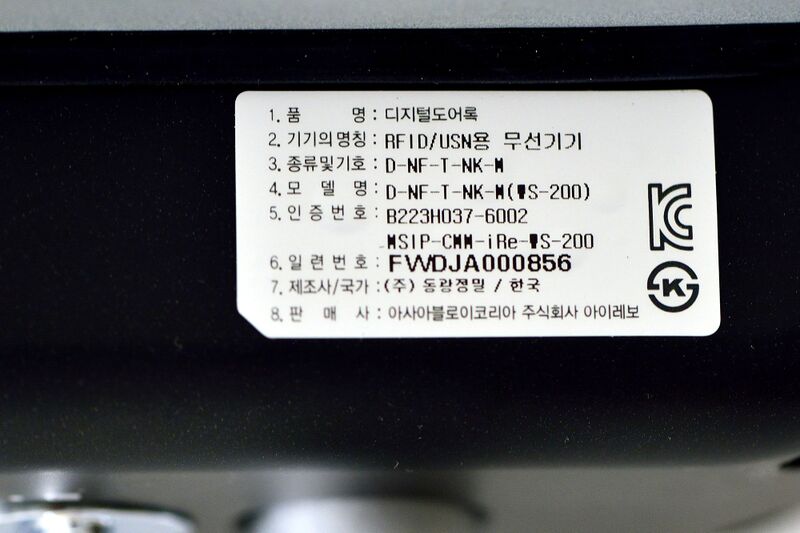 1. 품 명 : 디지털도어록
2. 기기의명칭 : RFID/USN용 무선기기
3. 종류및기호 : D-NF-T-NK-M
4. 모 델 명 : D-NF-T-NK-M(WS-200)
5. 인증번호 : B223H037-6002
MSIP-CMM-iRe-WS-200
6. 일련번호 : FWDJA000856
7. 제조사/국가 : (주) 동광정밀 / 한국
8. 판 매 사 : 아사아블로이코리아 주식회사 아이레보